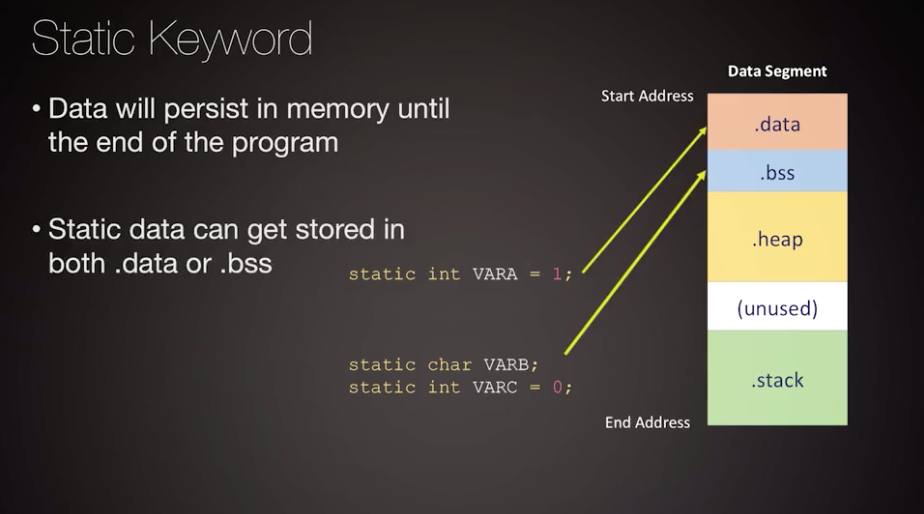 Static Keyword
• Data will persist in memory until
the end of the program
• Static data can get stored in
both .data or .bss
static int VARA = 1;
static char VARB;
static int VARC = 0;
Data Segment
Start Address
.data
.bss
.heap
(unused)
.stack
End Address